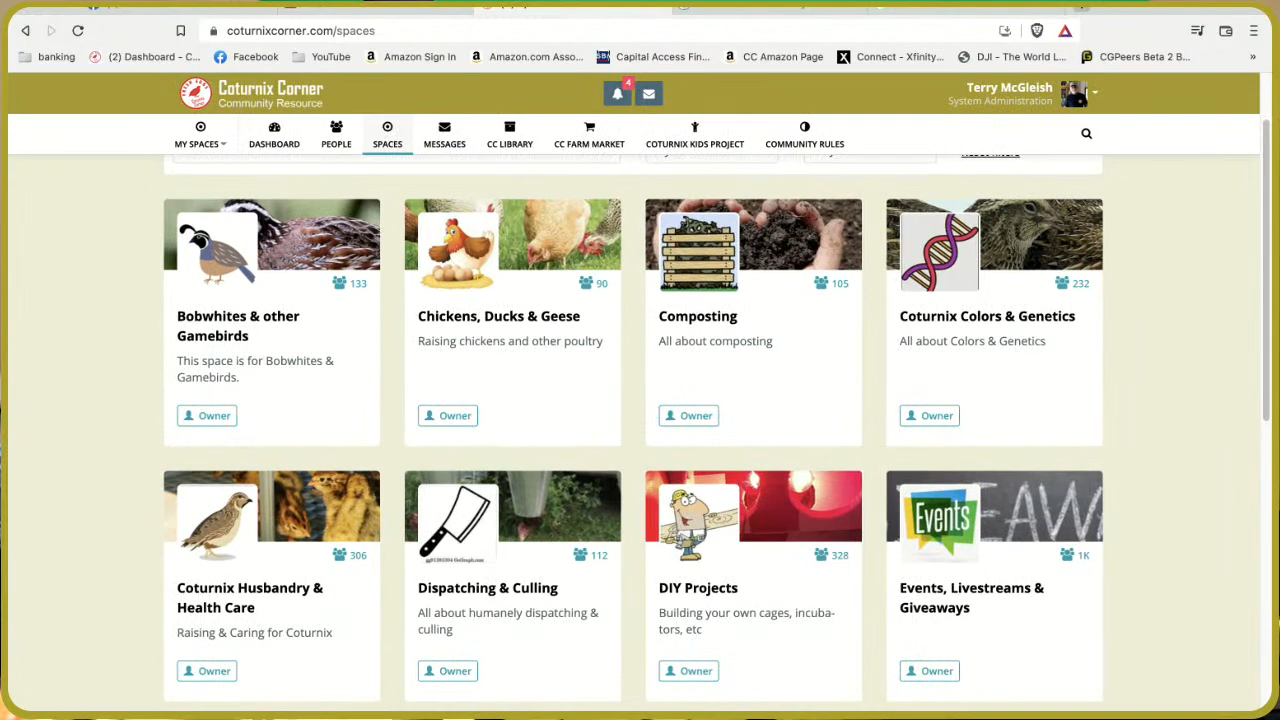 coturnixcorner.com/spaces
banking
(2) Dashboard - C...
Facebook
YouTube
Amazon Sign In
Amazon.com Asso...
Capital Access Fin...
CC Amazon Page
Connect - Xfinity...
DJI - The World L...
CGPeers Beta 2 B...
»
Coturnix Corner
Community Resource
4
Terry McGleish
System Administration
MY SPACES
DASHBOARD
PEOPLE
SPACES
MESSAGES
CC LIBRARY
CC FARM MARKET
COTURNIX KIDS PROJECT
COMMUNITY RULES
133
90
105
232
Bobwhites & other
Gamebirds
This space is for Bobwhites &
Gamebirds.
Owner
Chickens, Ducks & Geese
Raising chickens and other poultry
Owner
Composting
All about composting
Owner
Coturnix Colors & Genetics
All about Colors & Genetics
Owner
Events
EAW
306
112
328
1K
Coturnix Husbandry &
Health Care
Raising & Caring for Coturnix
Owner
Dispatching & Culling
All about humanely dispatching &
culling
Owner
DIY Projects
Building your own cages, incuba-
tors, etc
Owner
Events, Livestreams &
Giveaways
Owner